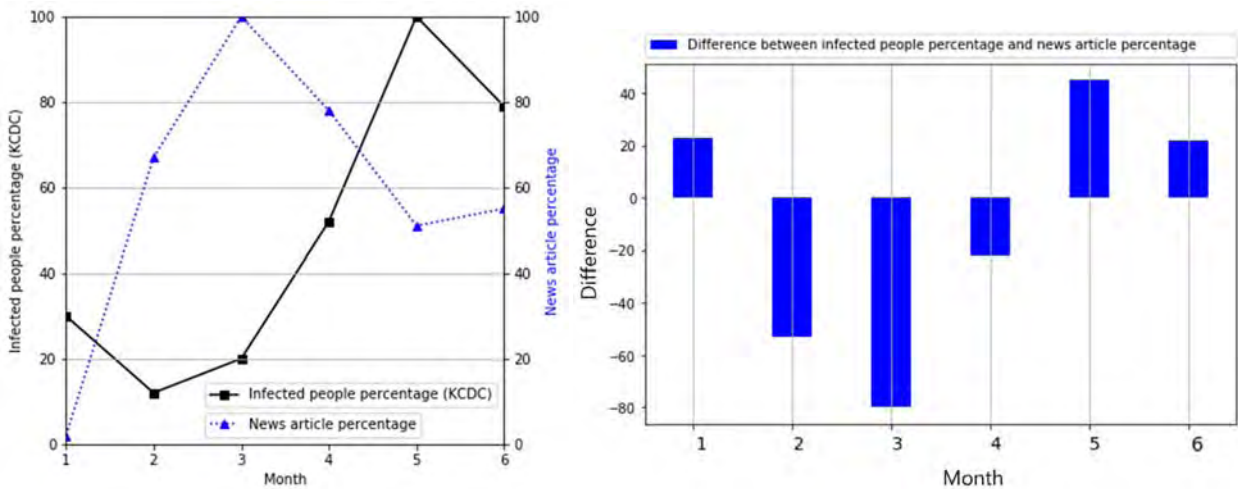 100
80
60
40
20
0
Infected people percentage (KCDC)
100
80
60
40
20
0
News article percentage
Infected people percentage (KCDC)
News article percentage
1 2 3 4 5 6
Month
Difference between infected people percentage and news article percentage
40
20
0
−20
−40
−60
−80
Difference
1 2 3 4 5 6
Month